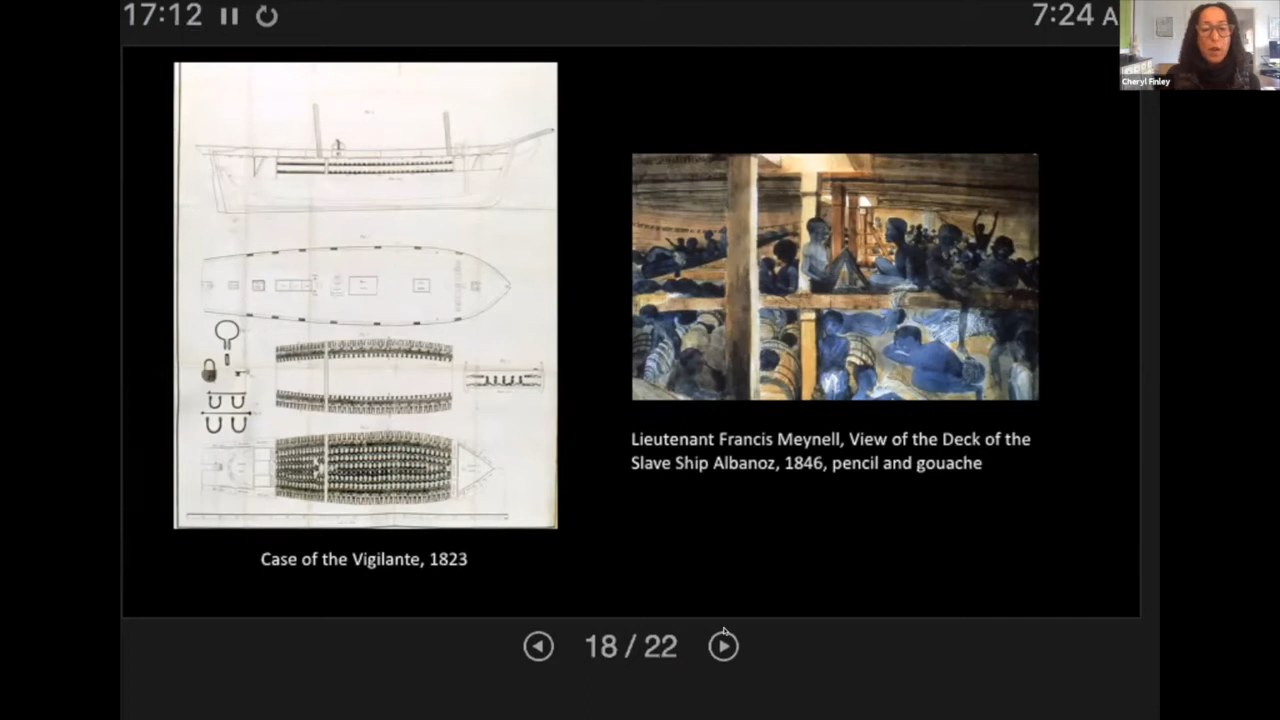 17:12
7:24 A
Cheryl Finley
Lieutenant Francis Meynell, View of the Deck of the
Slave Ship Albanoz, 1846, pencil and gouache
Case of the Vigilante, 1823
18 / 22